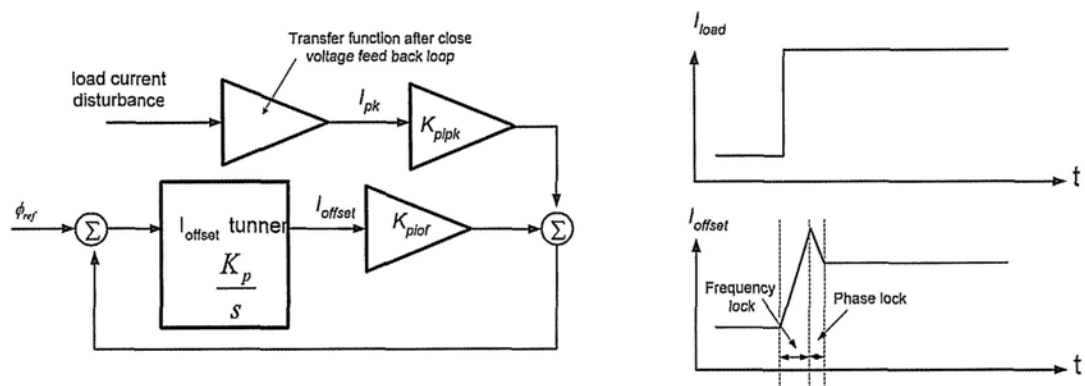 Transfer function after close
voltage feed back loop
load current
disturbance
I_pk
K_pipk
ϕ_ref
Σ
I_offset tunner
K_p
s
I_offset
K_piof
Σ
I_load
t
I_offset
Frequency
lock
Phase lock
t